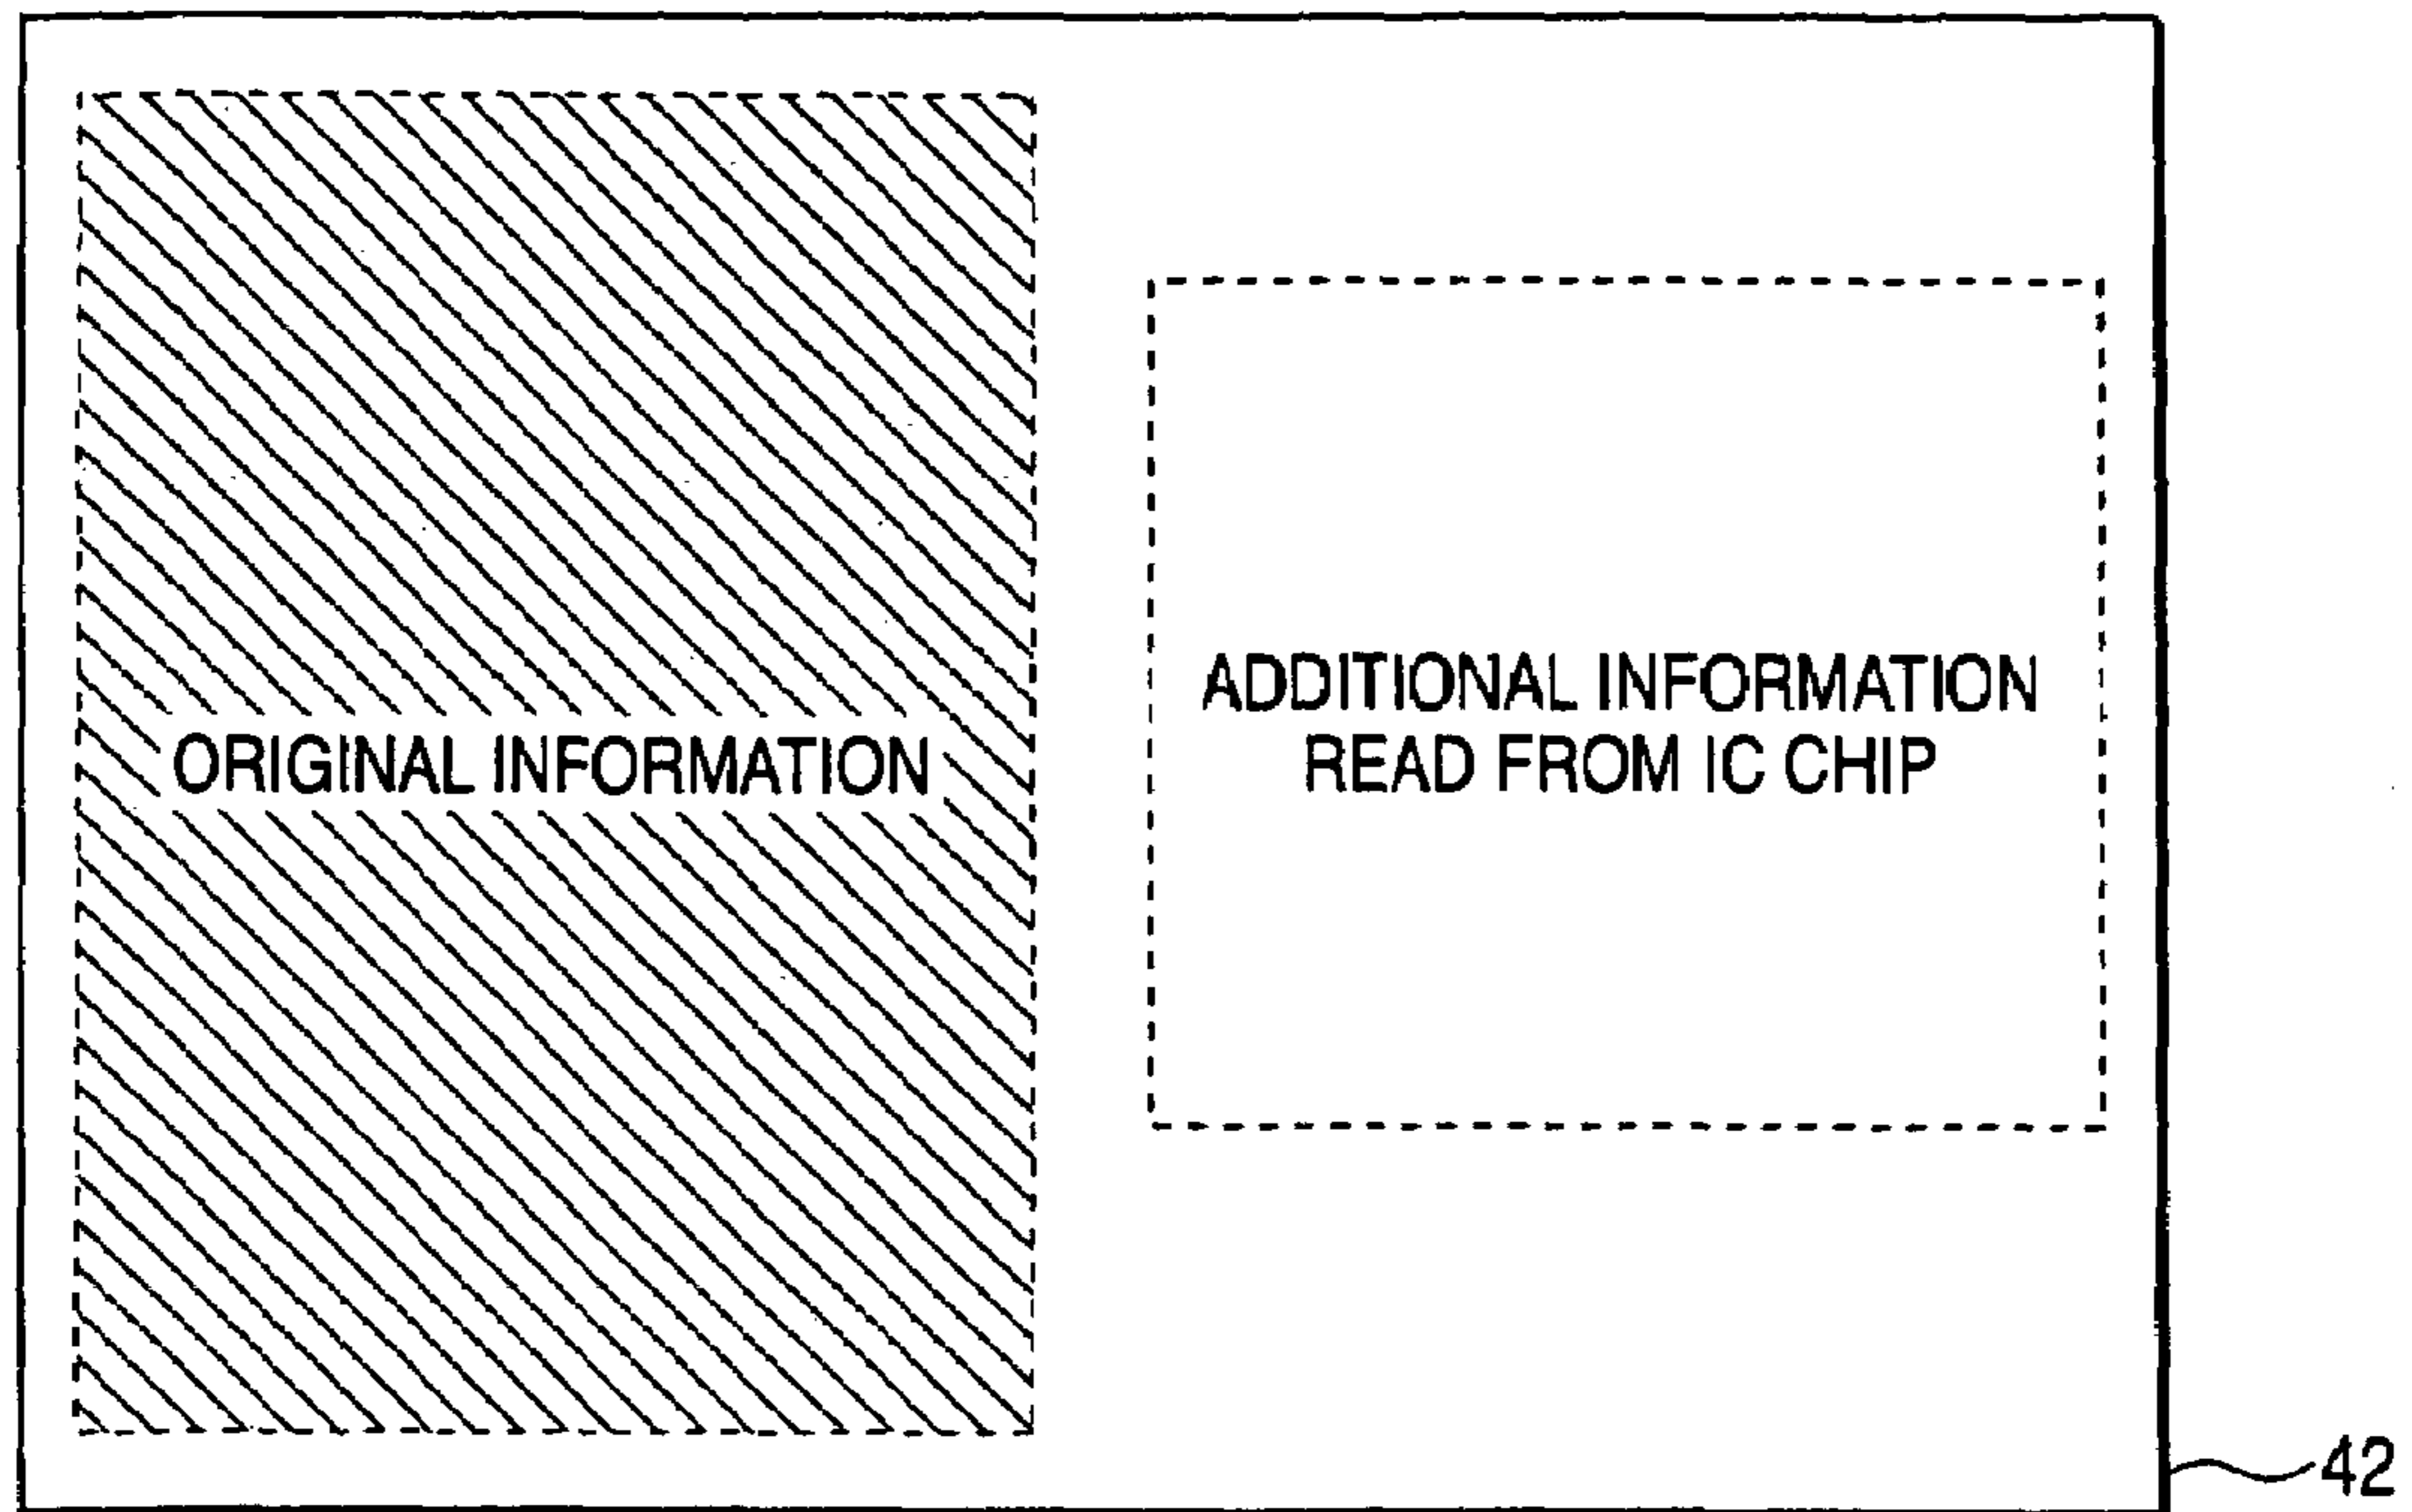 ORIGINAL INFORMATION
ADDITIONAL INFORMATION
READ FROM IC CHIP
42